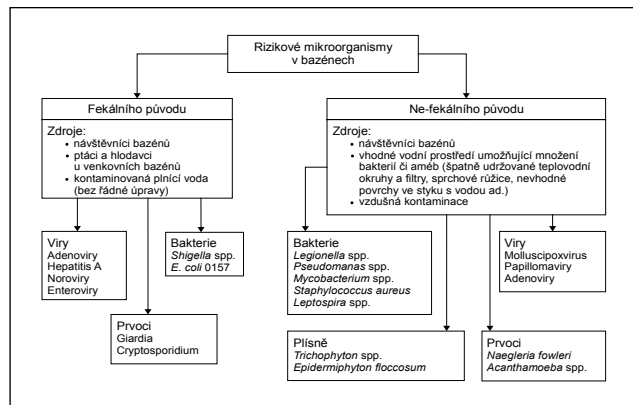 Rizikové mikroorganismy
v bazénech
Fekálního původu
Zdroje:
• návštěvníci bazénů
• ptáci a hlodavci
u venkovních bazénů
• kontaminovaná plnící voda
(bez řádné úpravy)
Ne-fekálního původu
Zdroje:
• návštěvníci bazénů
• vhodné vodní prostředí umožňující množení
bakterií či améb (špatně udržované teplovodní
okruhy a filtry, sprchové růžice, nevhodné
povrchy ve styku s vodou ad.)
• vzdušná kontaminace
Viry
Adenoviry
Hepatitis A
Noroviry
Enteroviry
Bakterie
Shigella spp.
E. coli 0157
Prvoci
Giardia
Cryptosporidium
Bakterie
Legionella spp.
Pseudomanas spp.
Mycobacterium spp.
Staphylococcus aureus
Leptospira spp.
Viry
Molluscipoxvirus
Papillomaviry
Adenoviry
Plísně
Trichophyton spp.
Epidermiphyton floccosum
Prvoci
Naegleria fowleri
Acanthamoeba spp.